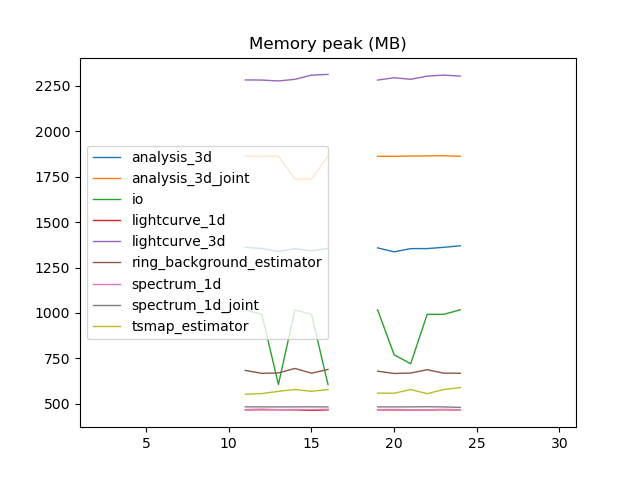 Memory peak (MB)
2250
2000
1750
1500
1250
1000
750
500
analysis_3d
analysis_3d_joint
io
lightcurve_1d
lightcurve_3d
ring_background_estimator
spectrum_1d
spectrum_1d_joint
tsmap_estimator
5 10 15 20 25 30